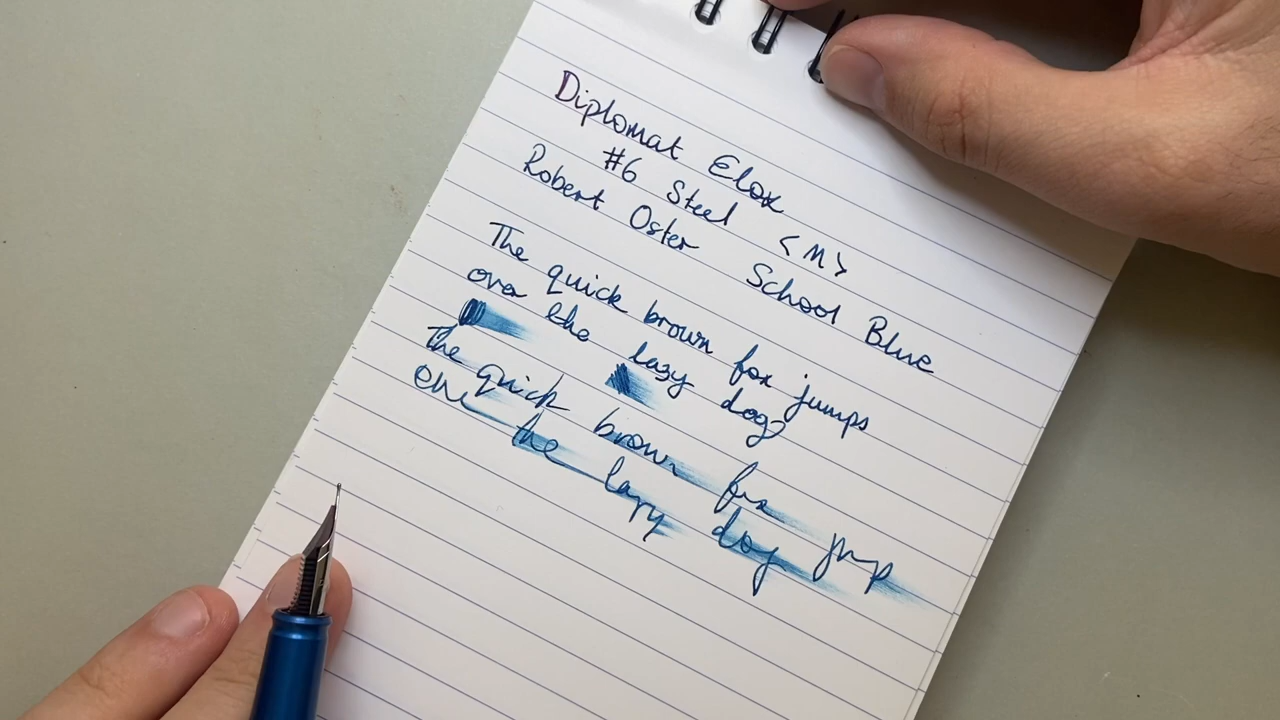 Diplomat Elox
#6 Steel <M>
Robert Oster School Blue
The quick brown fox jumps
over the lazy dog
The quick brown fox jump
over the lazy dog